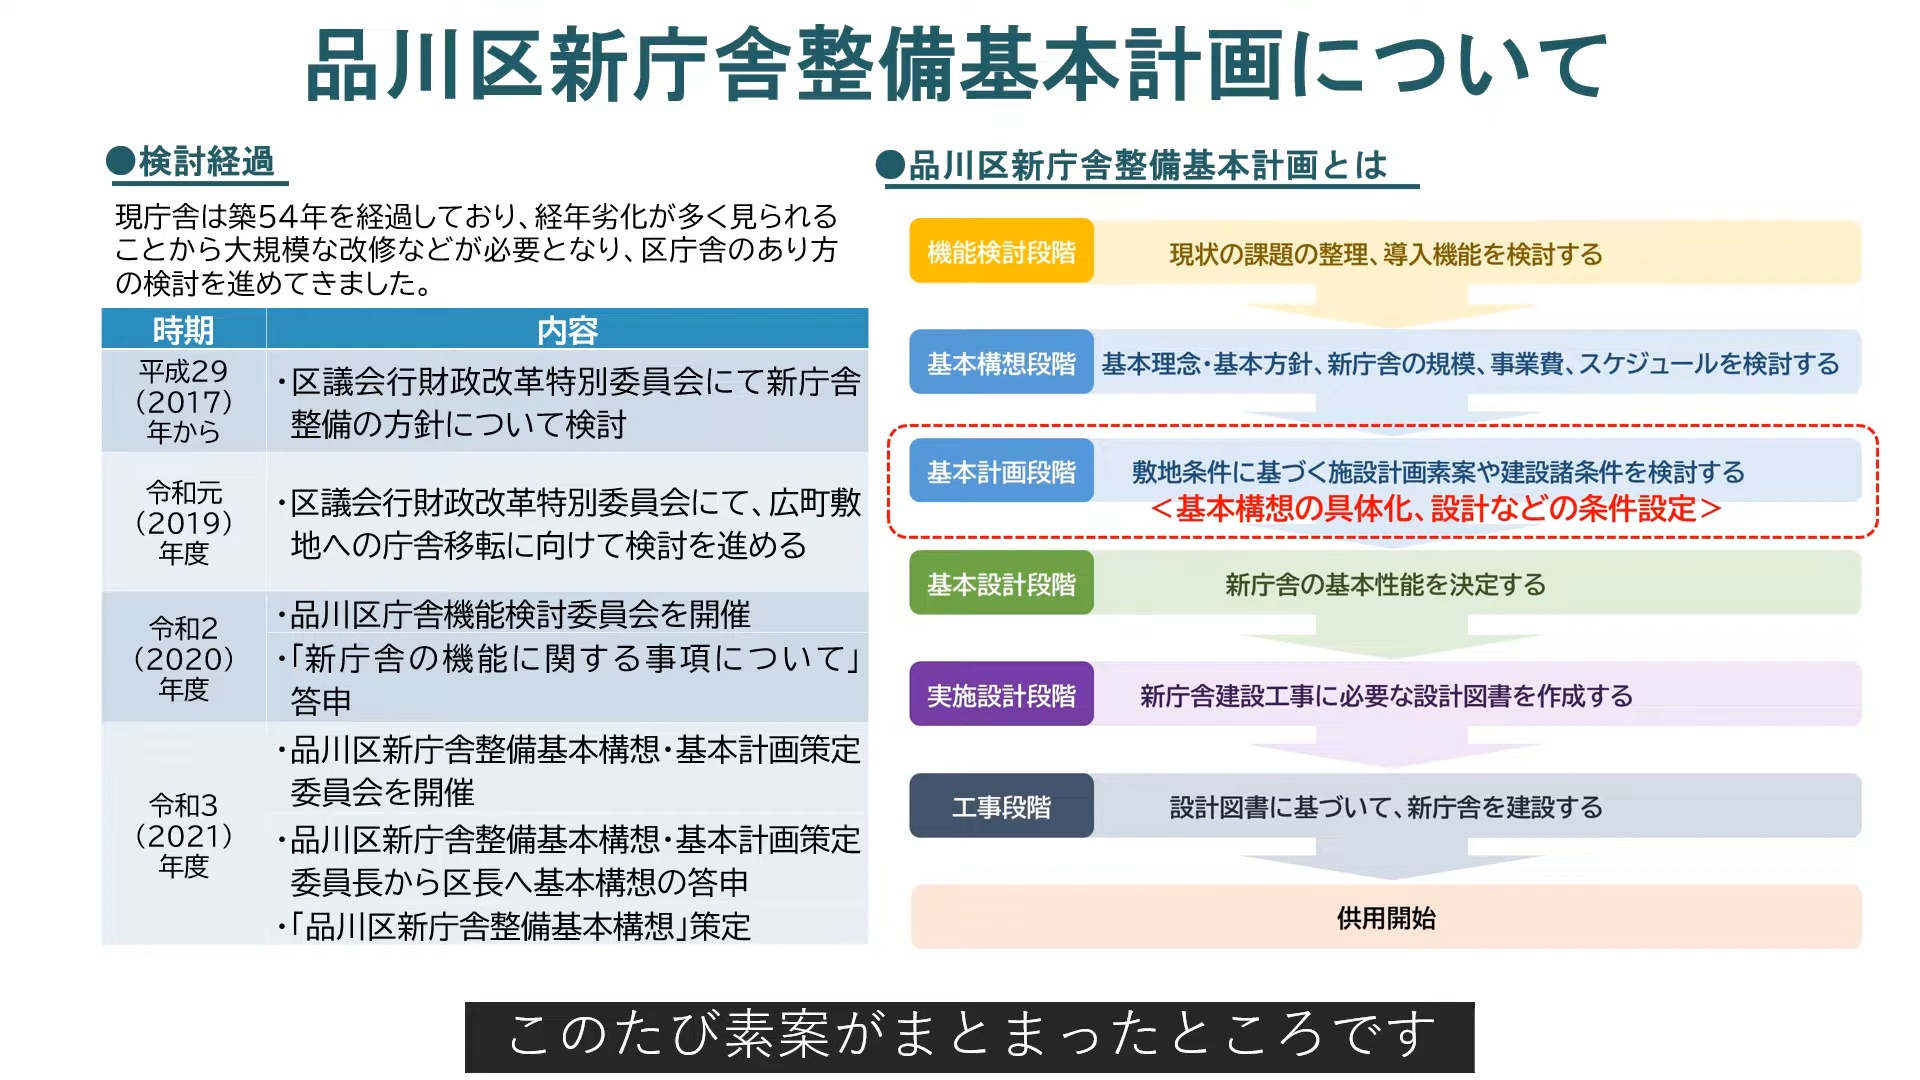 品川区新庁舎整備基本計画について
●検討経過
現庁舎は築54年を経過しており、経年劣化が多く見られる
ことから大規模な改修などが必要となり、区庁舎のあり方
の検討を進めてきました。
時期
内容
平成29
（2017）
年から
・区議会行財政改革特別委員会にて新庁舎
整備の方針について検討
令和元
（2019）
年度
・区議会行財政改革特別委員会にて、広町敷
地への庁舎移転に向けて検討を進める
令和2
（2020）
年度
・品川区庁舎機能検討委員会を開催
・「新庁舎の機能に関する事項について」
答申
令和3
（2021）
年度
・品川区新庁舎整備基本構想・基本計画策定
委員会を開催
・品川区新庁舎整備基本構想・基本計画策定
委員長から区長へ基本構想の答申
・「品川区新庁舎整備基本構想」策定
●品川区新庁舎整備基本計画とは
機能検討段階
現状の課題の整理、導入機能を検討する
基本構想段階
基本理念・基本方針、新庁舎の規模、事業費、スケジュールを検討する
基本計画段階
敷地条件に基づく施設計画素案や建設諸条件を検討する
＜基本構想の具体化、設計などの条件設定＞
基本設計段階
新庁舎の基本性能を決定する
実施設計段階
新庁舎建設工事に必要な設計図書を作成する
工事段階
設計図書に基づいて、新庁舎を建設する
供用開始
このたび素案がまとまったところです